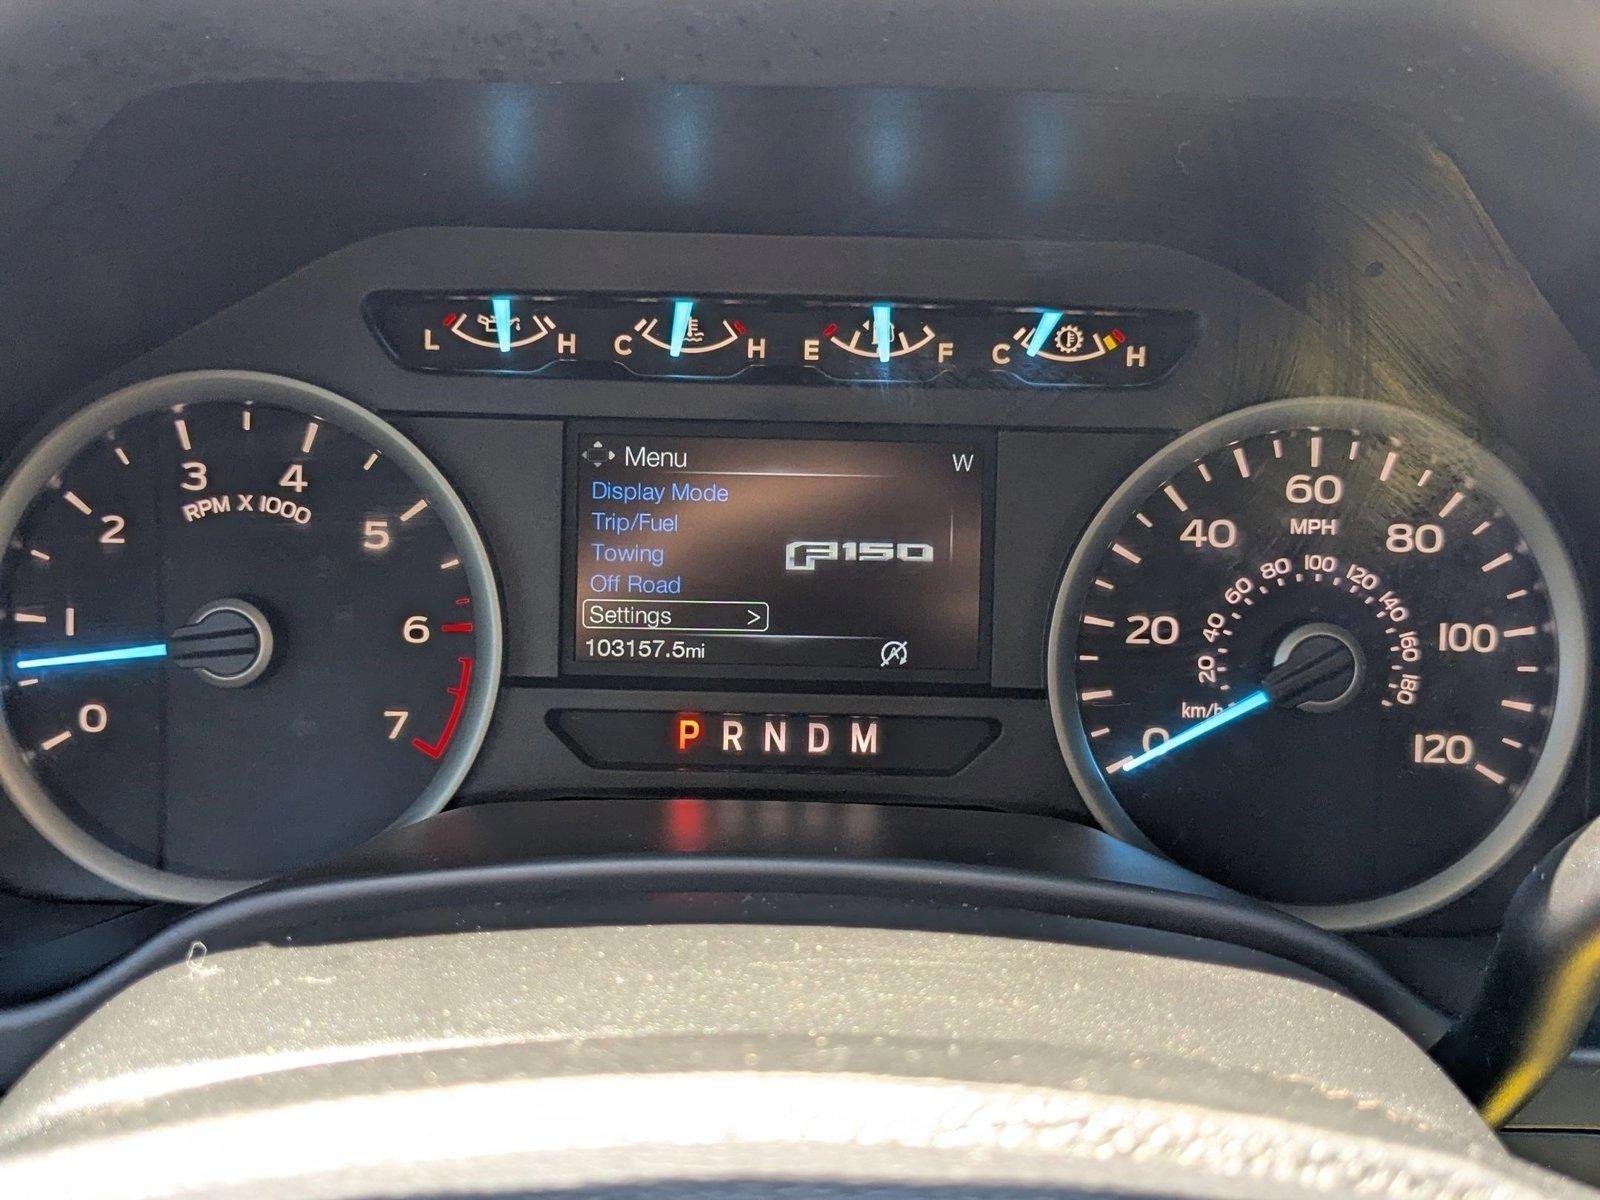 L H C H E F C H
0 1 2 3 4 5 6 7
RPM X 1000
Menu W
Display Mode
Trip/Fuel
Towing
Off Road
Settings >
103157.5mi
F150
P R N D M
0 20 40 60 80 100 120
MPH
20 40 60 80 100 120 140 160 180
km/h